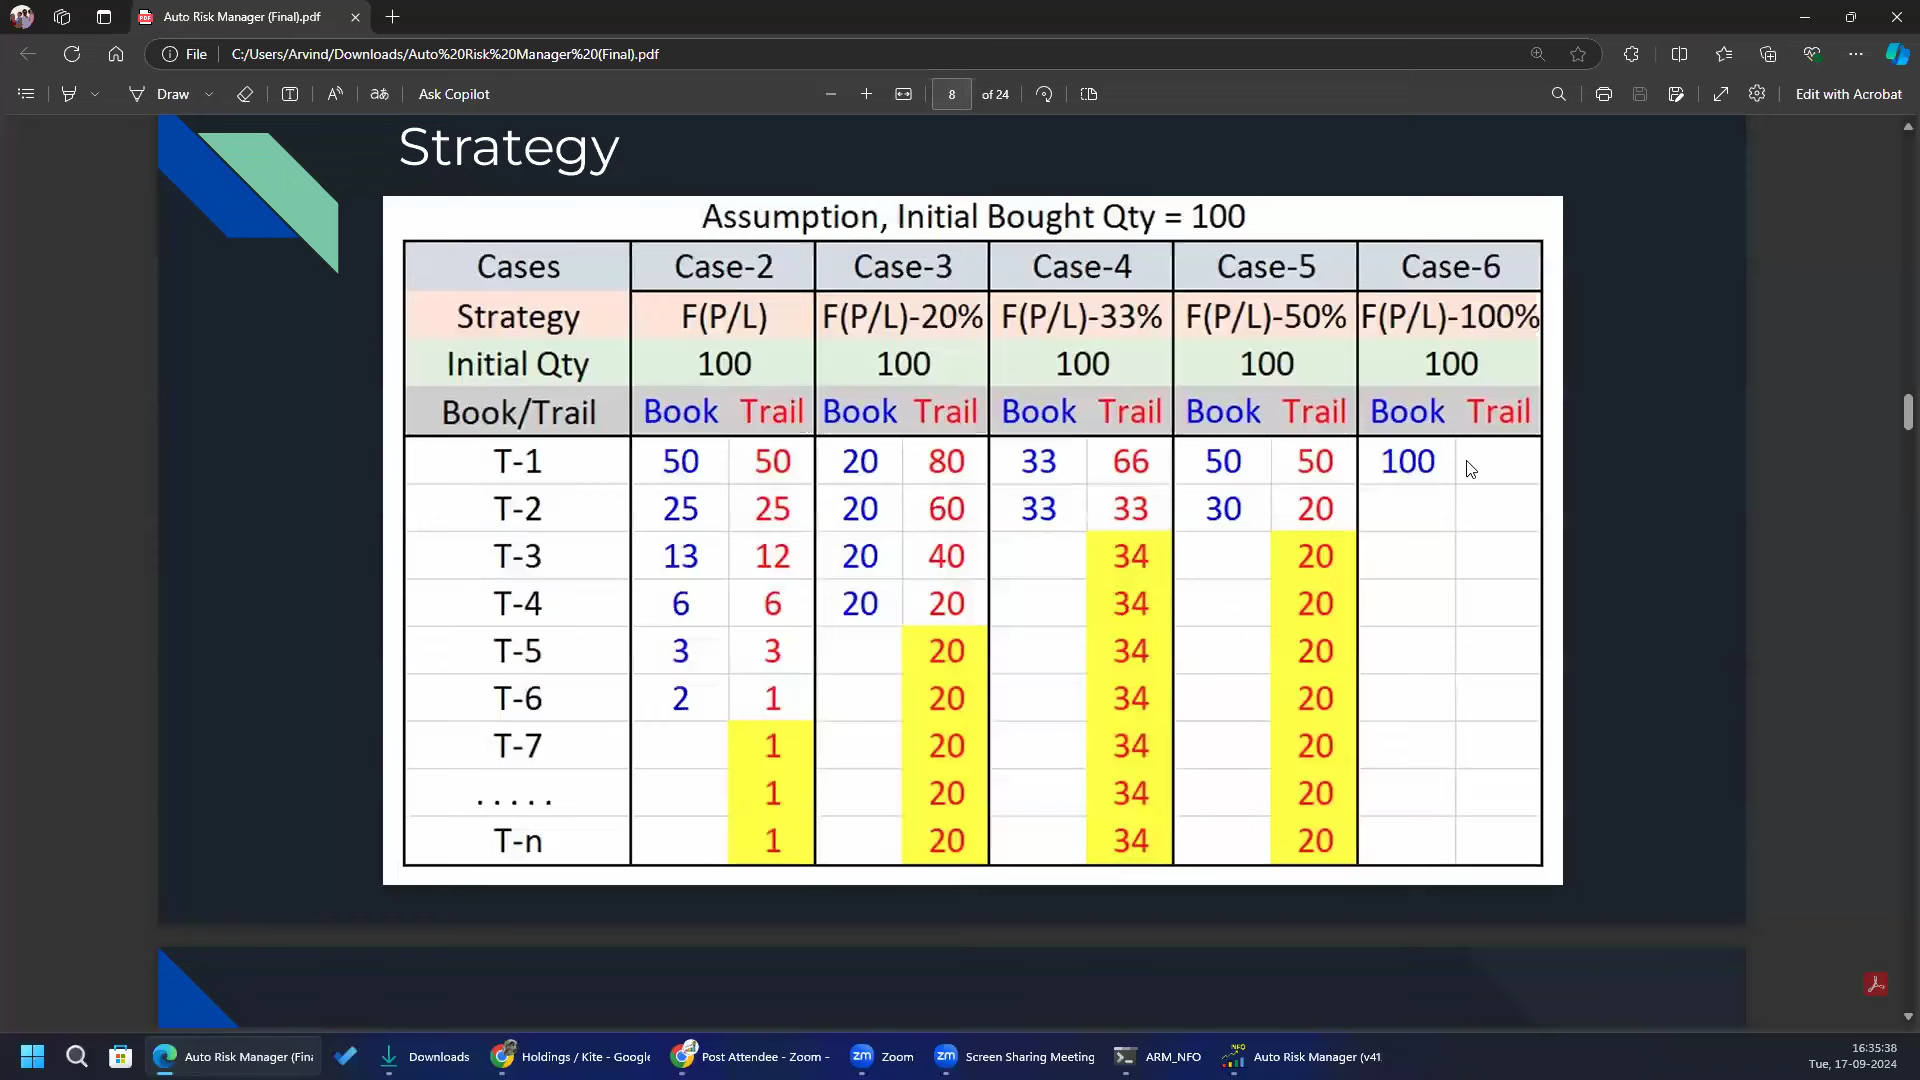 Auto Risk Manager (Final).pdf
File C:/Users/Arvind/Downloads/Auto%20Risk%20Manager%20(Final).pdf
Draw Ask Copilot 8 of 24 Edit with Acrobat
Strategy
Assumption, Initial Bought Qty = 100
Cases Case-2 Case-3 Case-4 Case-5 Case-6
Strategy F(P/L) F(P/L)-20% F(P/L)-33% F(P/L)-50% F(P/L)-100%
Initial Qty 100 100 100 100 100
Book/Trail Book Trail Book Trail Book Trail Book Trail Book Trail
T-1 50 50 20 80 33 66 50 50 100
T-2 25 25 20 60 33 33 30 20
T-3 13 12 20 40 34 20
T-4 6 6 20 20 34 20
T-5 3 3 20 34 20
T-6 2 1 20 34 20
T-7 1 20 34 20
..... 1 20 34 20
T-n 1 20 34 20
Auto Risk Manager (Fina Downloads Holdings / Kite - Google Post Attendee - Zoom - Zoom Screen Sharing Meeting ARM_NFO Auto Risk Manager (v41
16:35:38
Tue, 17-09-2024